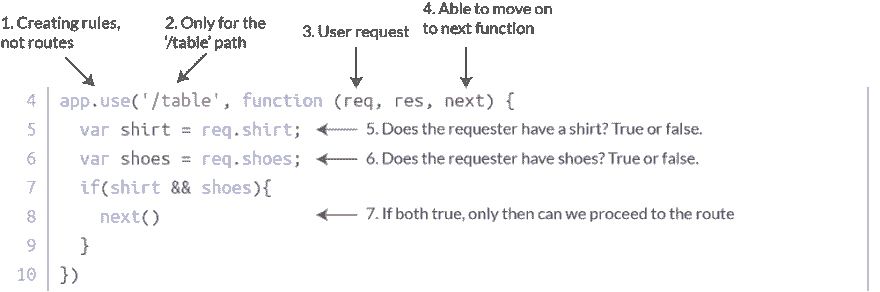 1. Creating rules,
not routes
2. Only for the
'/table' path
3. User request
4. Able to move on
to next function
4 app.use('/table', function (req, res, next) {
5 var shirt = req.shirt; 5. Does the requester have a shirt? True or false.
6 var shoes = req.shoes; 6. Does the requester have shoes? True or false.
7 if(shirt && shoes){
8 next() 7. If both true, only then can we proceed to the route
9 }
10 })